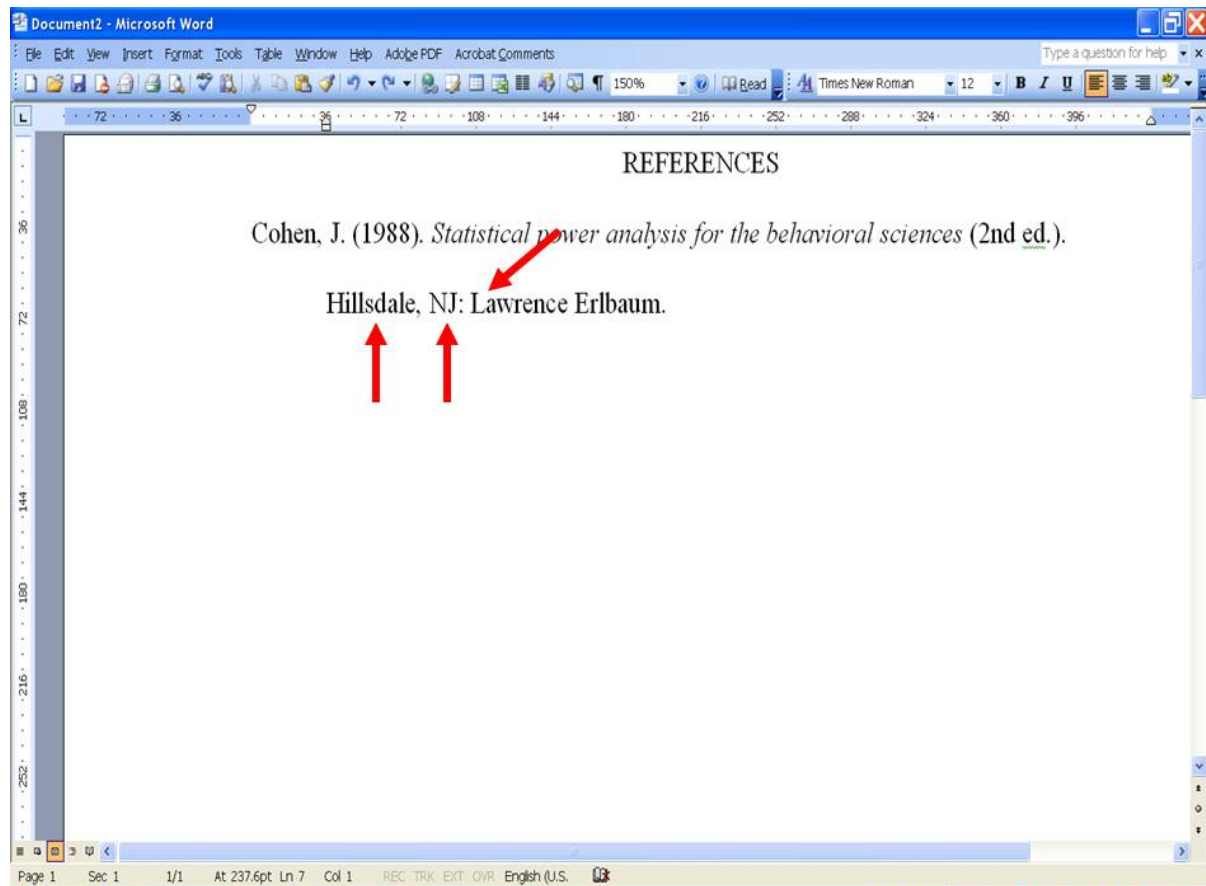 Document2 - Microsoft Word
File Edit View Insert Format Tools Table Window Help Adobe PDF Acrobat Comments Type a question for help
150% Read Times New Roman 12 B I U
L 72 36 36 72 108 144 180 216 252 288 324 360 396
REFERENCES
Cohen, J. (1988). Statistical power analysis for the behavioral sciences (2nd ed.).
Hillsdale, NJ: Lawrence Erlbaum.
36
72
108
144
180
216
252
Page 1 Sec 1 1/1 At 237.6pt Ln 7 Col 1 REC TRK EXT OVR English (U.S.